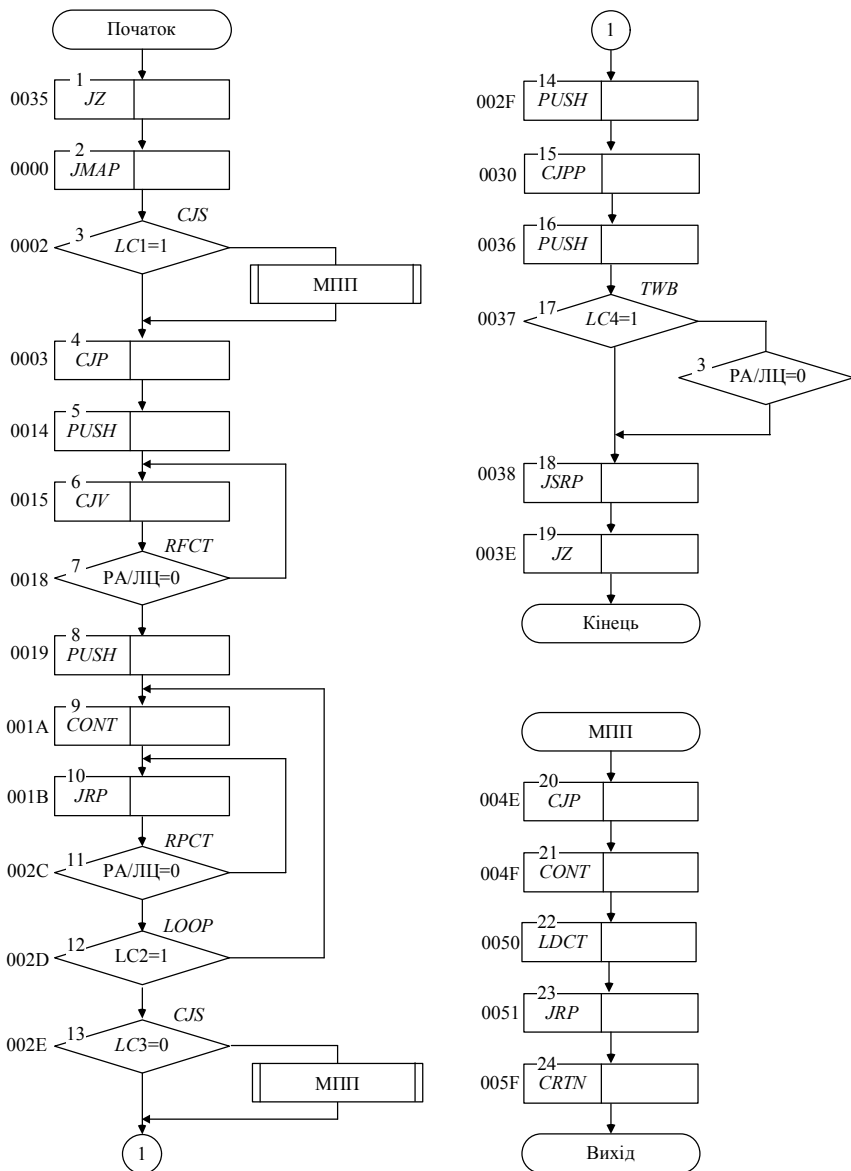 Початок
1
0035
JZ
2
0000
JMAP
CJS
3
0002
LC1=1
МПП
4
0003
CJP
5
0014
PUSH
6
0015
CJV
RFCT
7
0018
РА/ЛЦ=0
8
0019
PUSH
9
001A
CONT
10
001B
JRP
RPCT
11
002C
РА/ЛЦ=0
LOOP
12
002D
LC2=1
CJS
13
002E
LC3=0
МПП
1
1
14
002F
PUSH
15
0030
CJPP
16
0036
PUSH
TWB
17
0037
LC4=1
3
РА/ЛЦ=0
18
0038
JSRP
19
003E
JZ
Кінець
МПП
20
004E
CJP
21
004F
CONT
22
0050
LDCT
23
0051
JRP
24
005F
CRTN
Вихід